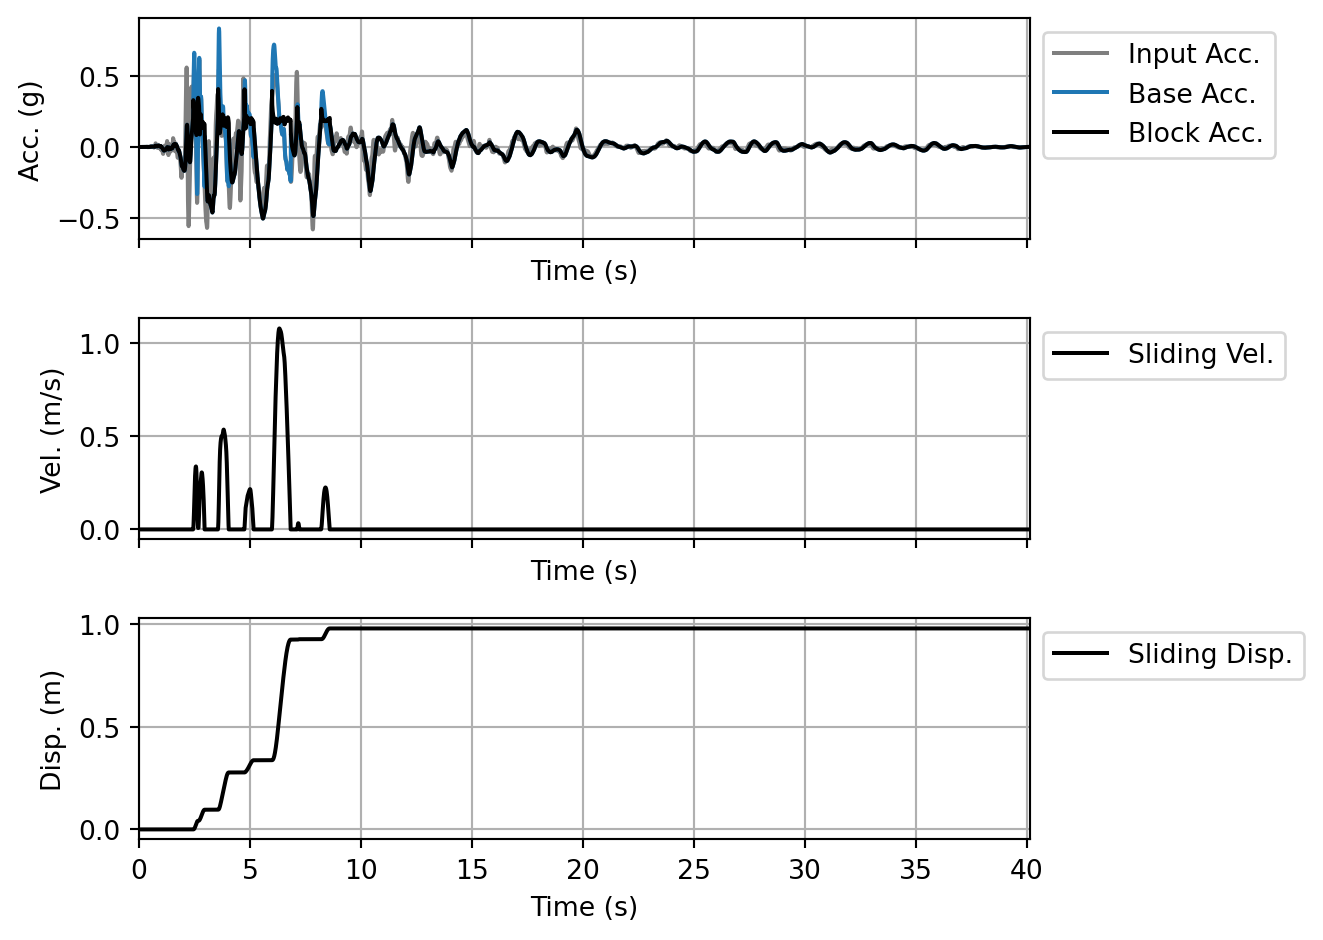 Acc. (g)
0.5
0.0
−0.5
Time (s)
Input Acc.
Base Acc.
Block Acc.
Vel. (m/s)
1.0
0.5
0.0
Time (s)
Sliding Vel.
Disp. (m)
1.0
0.5
0.0
0 5 10 15 20 25 30 35 40
Time (s)
Sliding Disp.